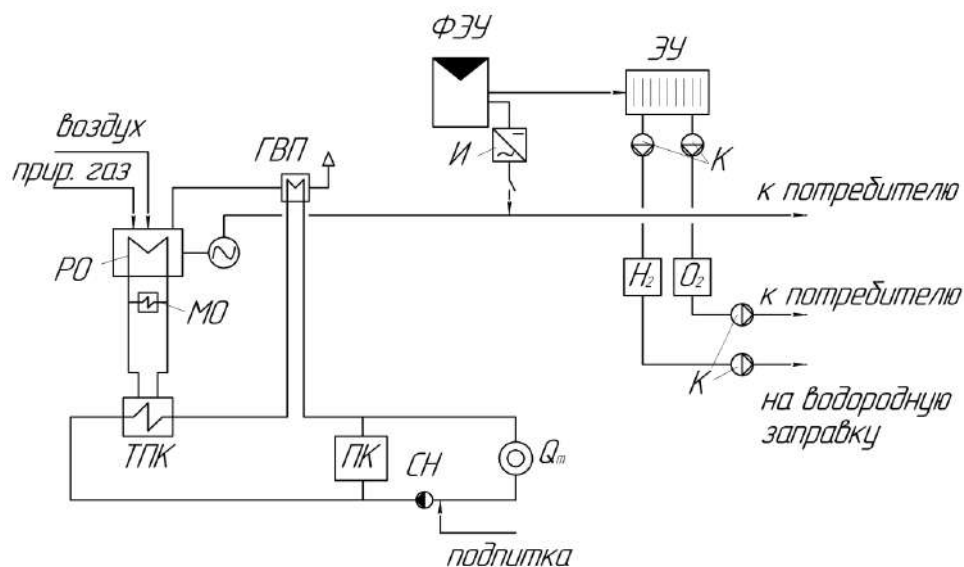 ФЭУ
ЭУ
воздух
прир. газ
ГВП
И
К
к потребителю
РО
МО
H₂
O₂
к потребителю
К
на водородную
заправку
ТПК
ПК
СН
Qт
подпитка